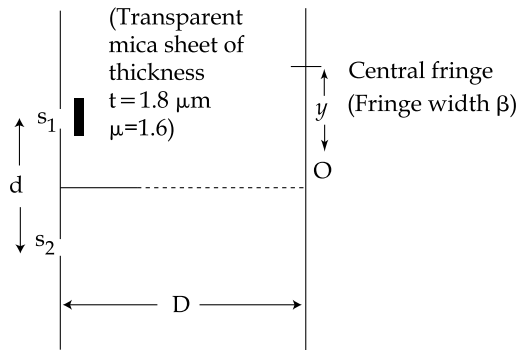 (Transparent
mica sheet of
thickness
t=1.8 μm
μ=1.6)
Central fringe
(Fringe width β)
y
S1
O
d
S2
D